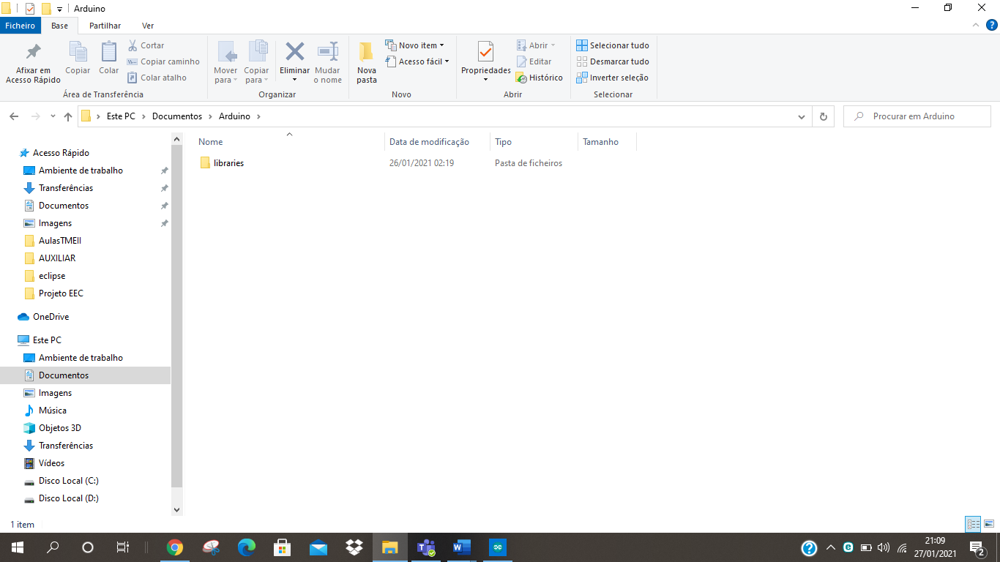 Arduino
Ficheiro Base Partilhar Ver
Afixar em
Acesso Rápido
Copiar
Colar
Cortar
Copiar caminho
Colar atalho
Área de Transferência
Mover
para
Copiar
para
Eliminar
Mudar
o nome
Organizar
Nova
pasta
Novo item
Acesso fácil
Novo
Propriedades
Abrir
Editar
Histórico
Abrir
Selecionar tudo
Desmarcar tudo
Inverter seleção
Selecionar
Este PC Documentos Arduino
Procurar em Arduino
Acesso Rápido
Ambiente de trabalho
Transferências
Documentos
Imagens
AulasTMEII
AUXILIAR
eclipse
Projeto EEC
OneDrive
Este PC
Ambiente de trabalho
Documentos
Imagens
Música
Objetos 3D
Transferências
Vídeos
Disco Local (C:)
Disco Local (D:)
Nome Data de modificação Tipo Tamanho
libraries 26/01/2021 02:19 Pasta de ficheiros
1 item
21:09
27/01/2021
2